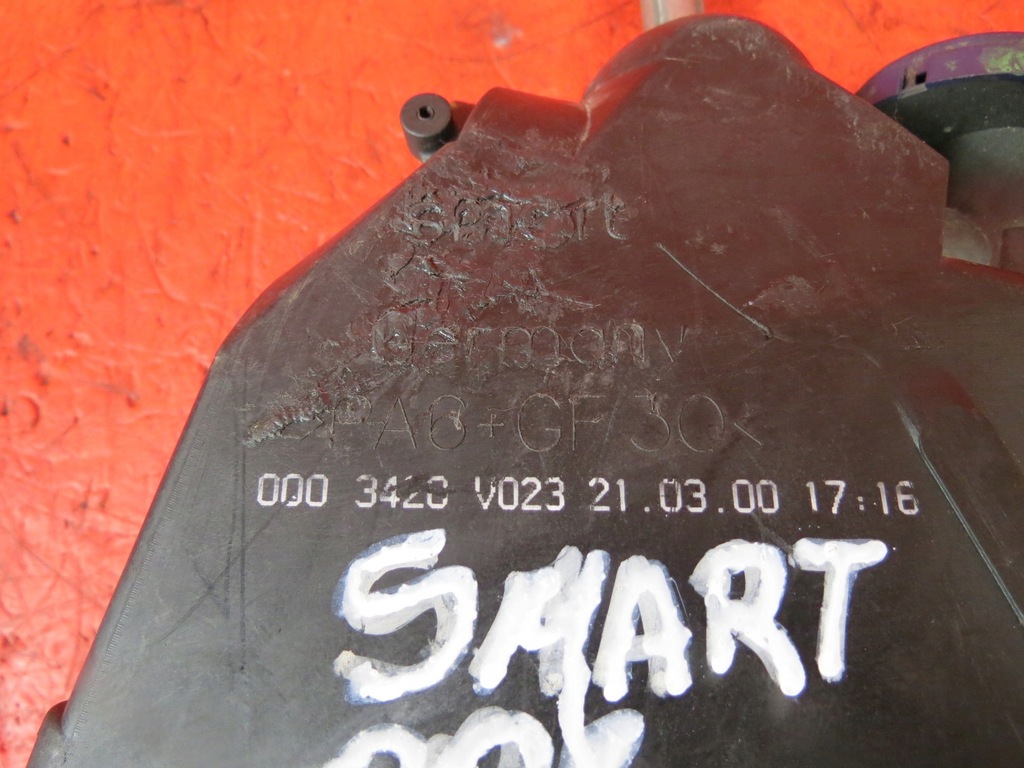 smart
Germany
>PA6+GF30<
000 3420 V023 21.03.00 17:16
SMART